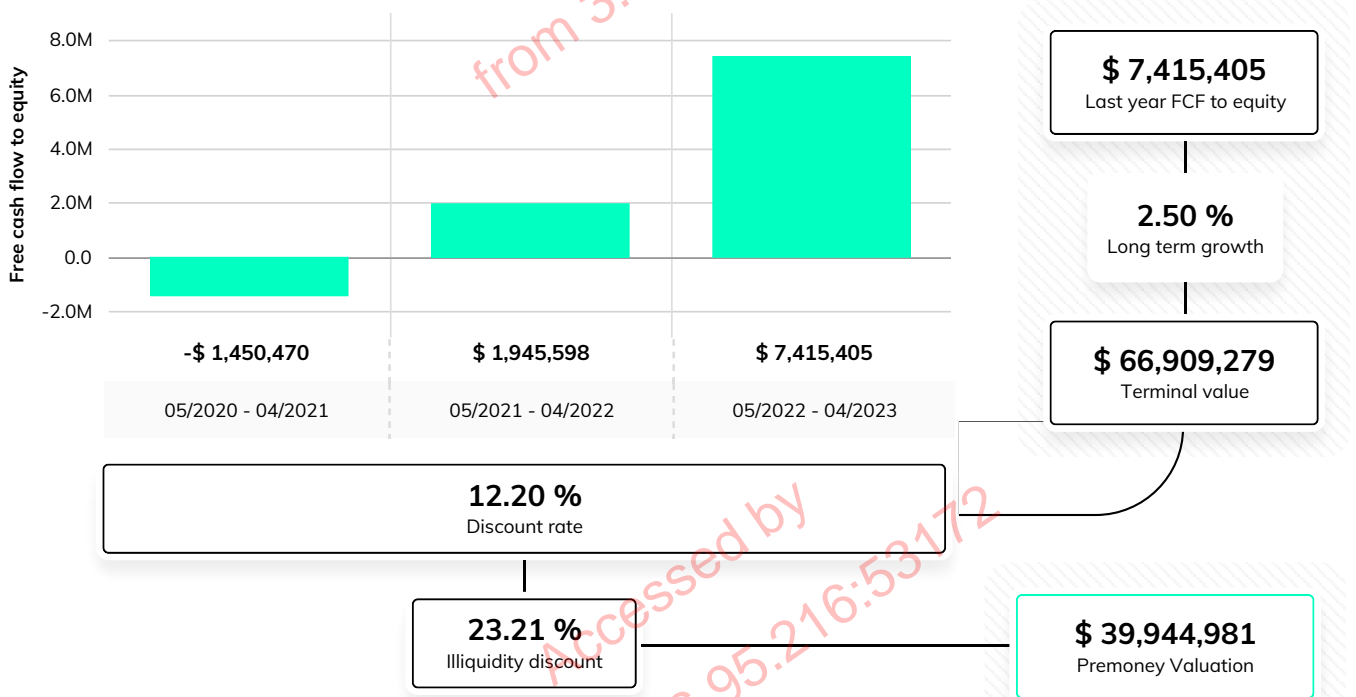 8.0M
6.0M
4.0M
2.0M
0.0
-2.0M
Free cash flow to equity
-$ 1,450,470
$ 1,945,598
$ 7,415,405
05/2020 - 04/2021
05/2021 - 04/2022
05/2022 - 04/2023
12.20 %
Discount rate
23.21 %
Illiquidity discount
$ 7,415,405
Last year FCF to equity
2.50 %
Long term growth
$ 66,909,279
Terminal value
$ 39,944,981
Premoney Valuation
from 3.
Accessed by
95.216:53172